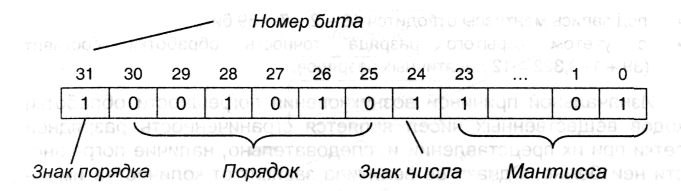 Номер бита
31 30 29 28 27 26 25 24 23 ... 1 0
1 0 0 1 0 1 0 1 0 0 1
Знак порядка Порядок Знак числа Мантисса